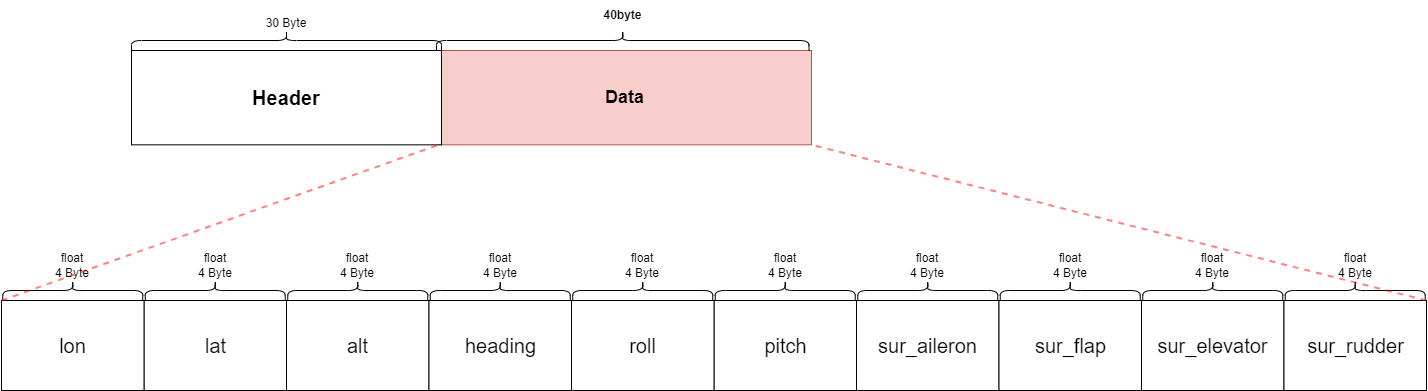 30 Byte
40byte
Header
Data
float
4 Byte
float
4 Byte
float
4 Byte
float
4 Byte
float
4 Byte
float
4 Byte
float
4 Byte
float
4 Byte
float
4 Byte
float
4 Byte
lon
lat
alt
heading
roll
pitch
sur_aileron
sur_flap
sur_elevator
sur_rudder